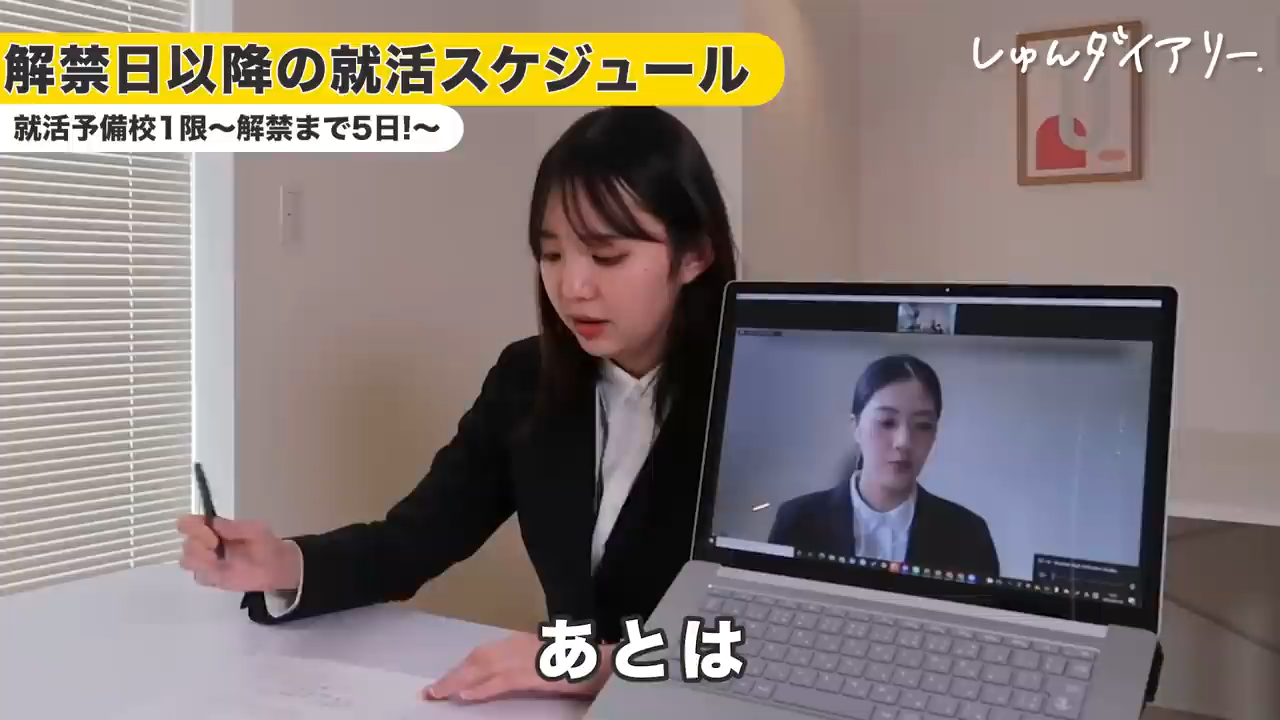 解禁日以降の就活スケジュール
就活予備校1限〜解禁まで5日!〜
しゅんダイアリー.
あとは